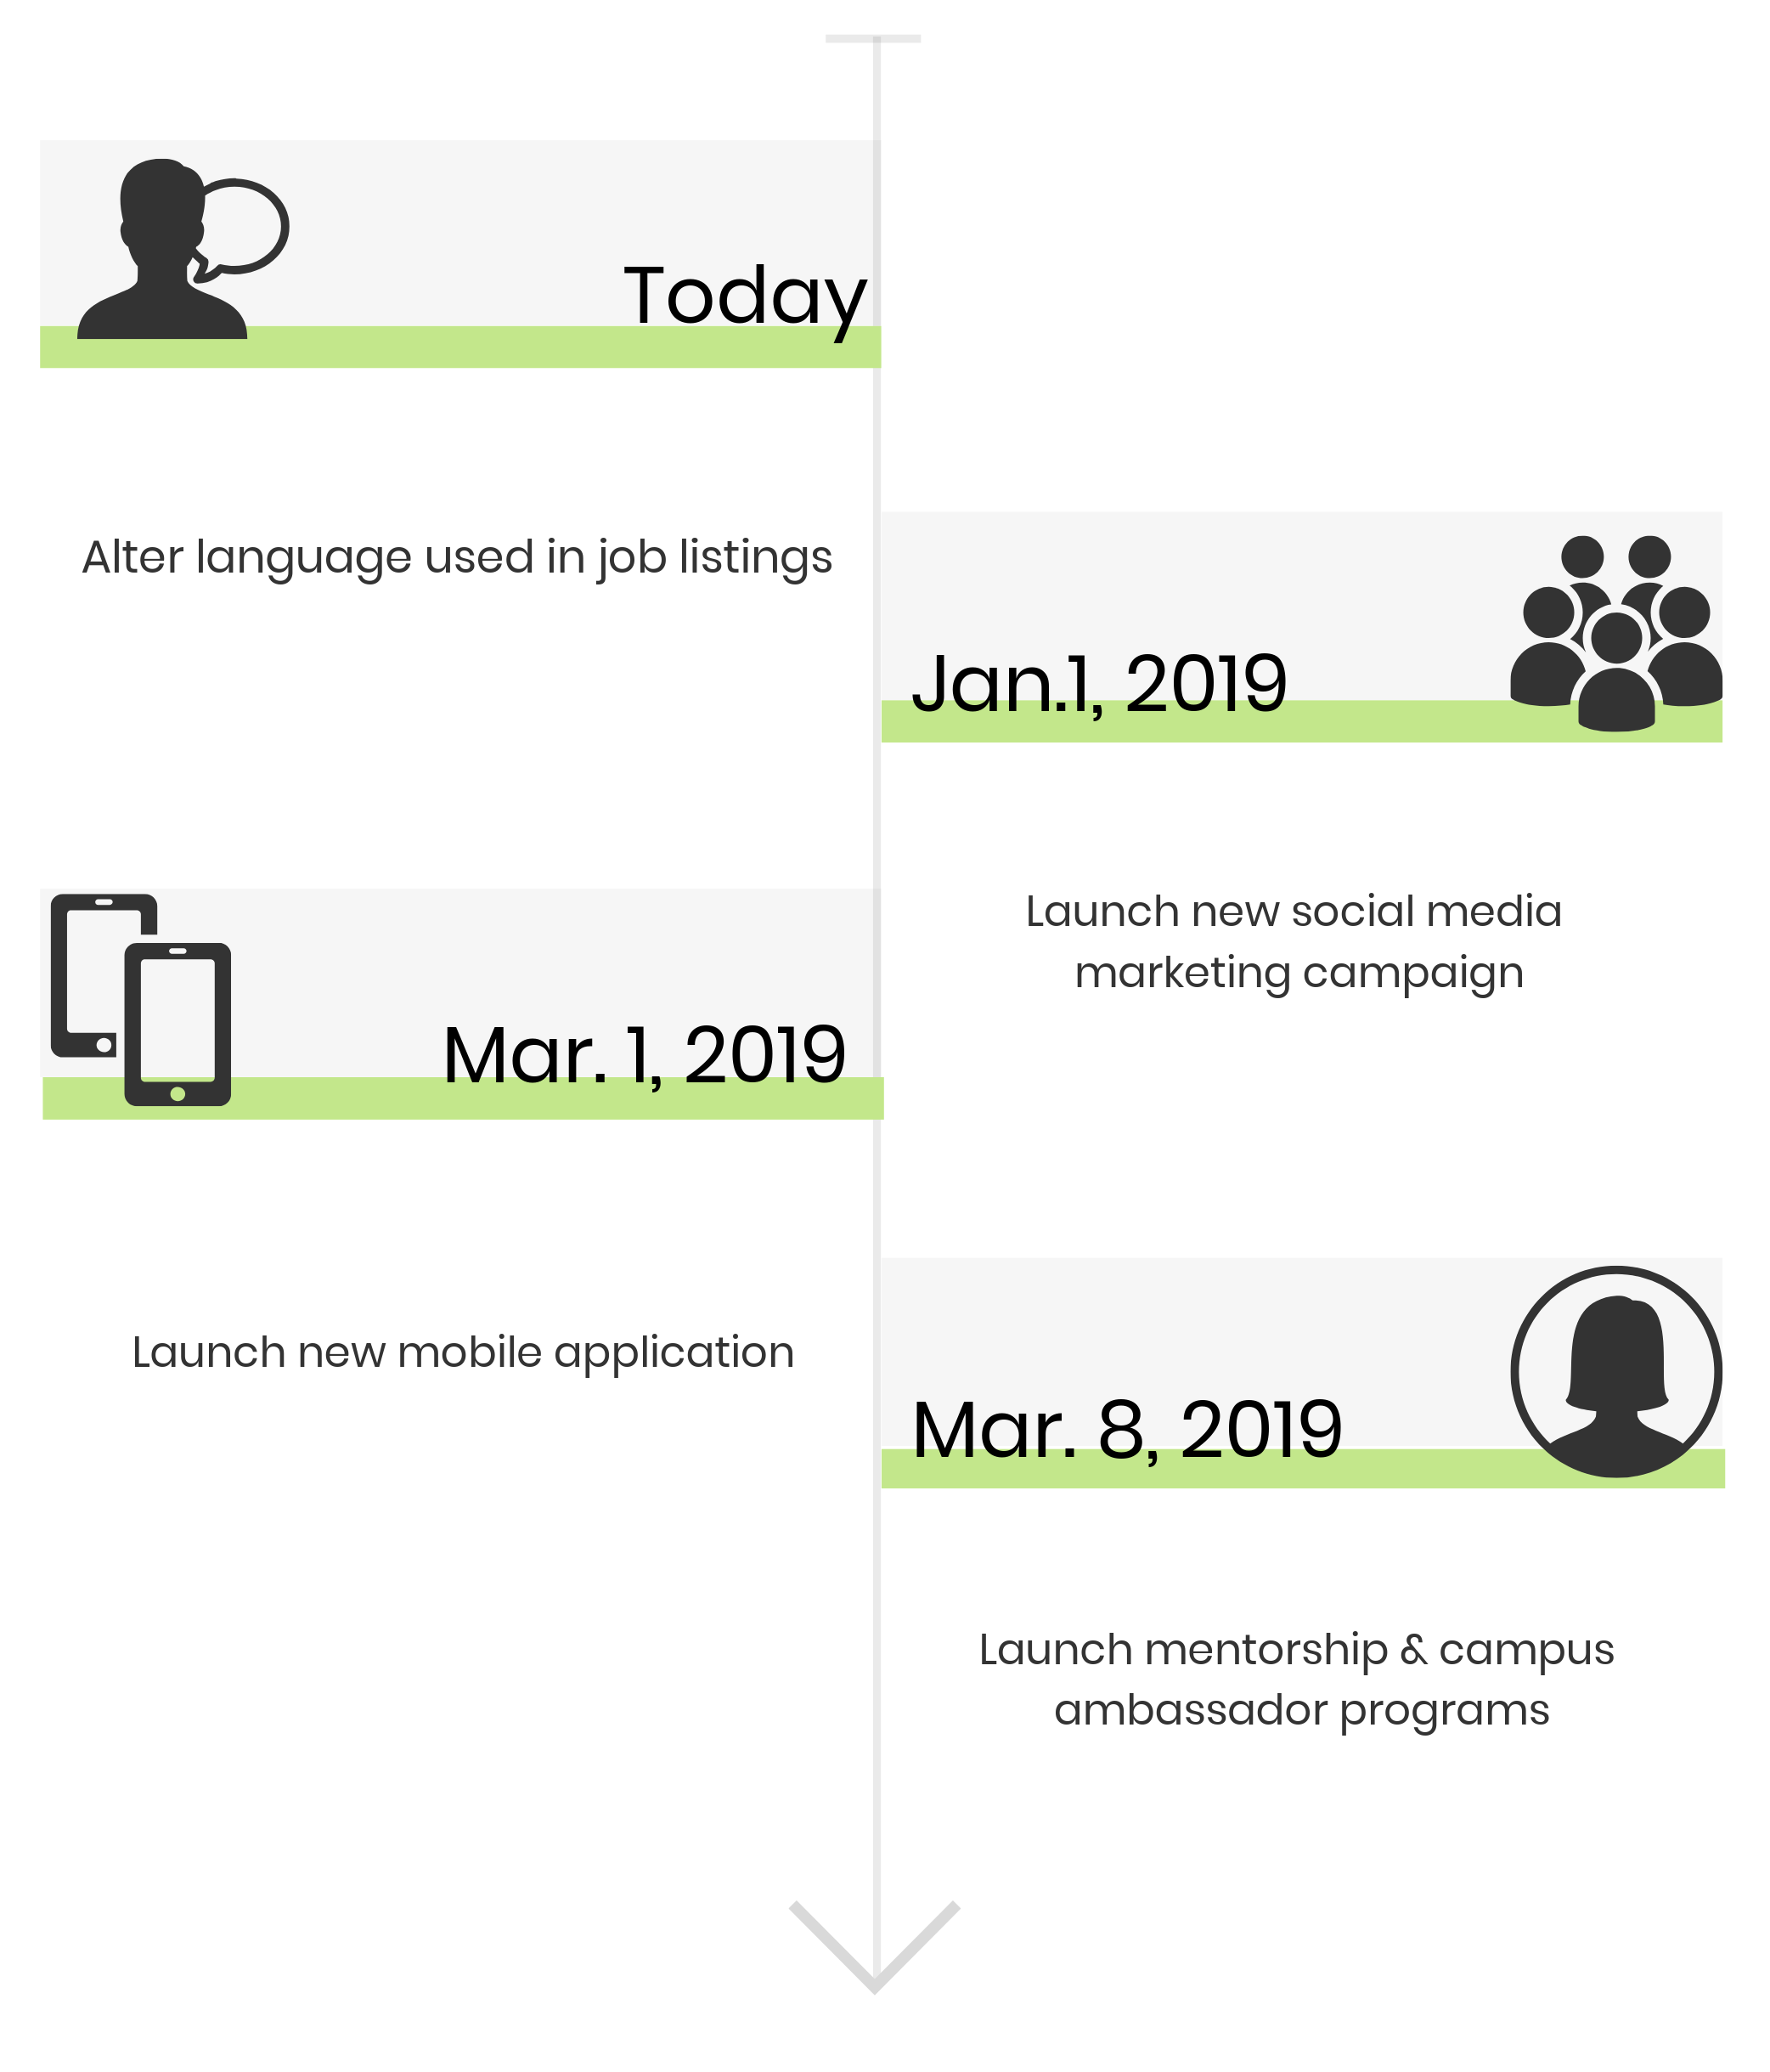 Today
Alter language used in job listings
Jan.1, 2019
Launch new social media
marketing campaign
Mar. 1, 2019
Launch new mobile application
Mar. 8, 2019
Launch mentorship & campus
ambassador programs